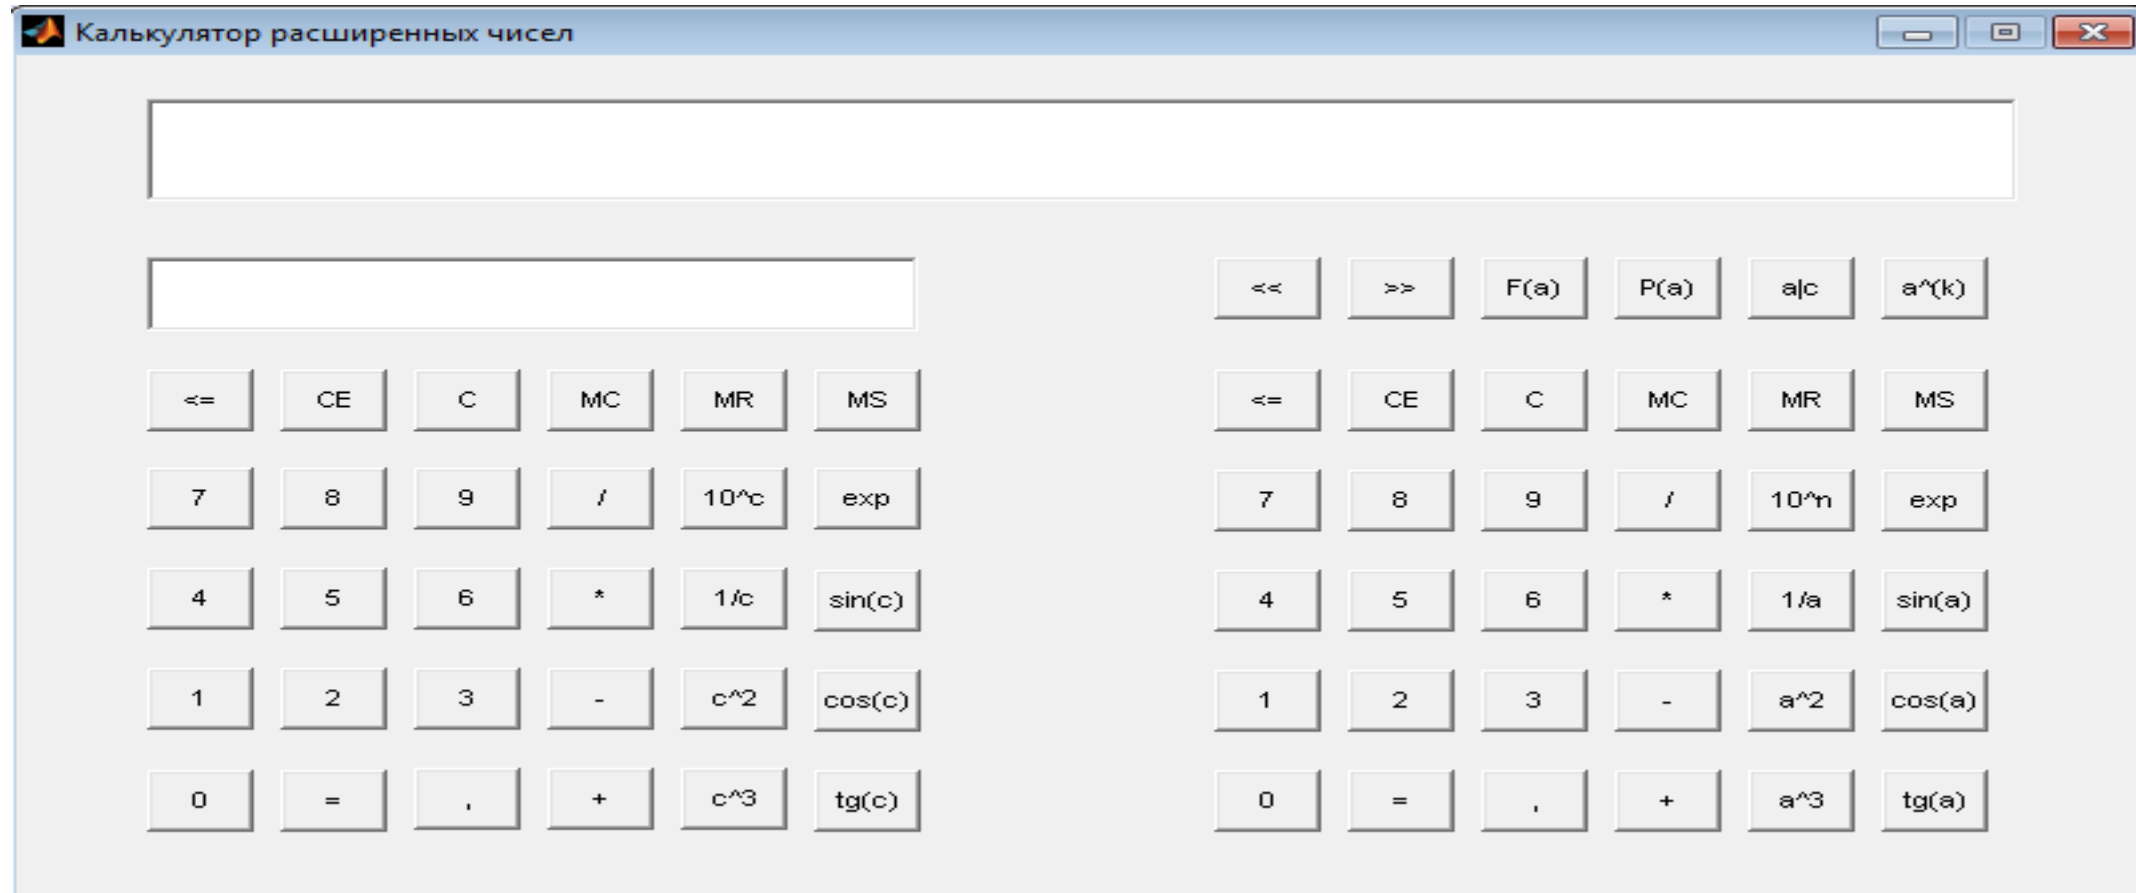 Калькулятор расширенных чисел
<< >> F(a) P(a) a|c a^(k)
<= CE C MC MR MS <= CE C MC MR MS
7 8 9 / 10^c exp 7 8 9 / 10^n exp
4 5 6 * 1/c sin(c) 4 5 6 * 1/a sin(a)
1 2 3 - c^2 cos(c) 1 2 3 - a^2 cos(a)
0 = , + c^3 tg(c) 0 = , + a^3 tg(a)